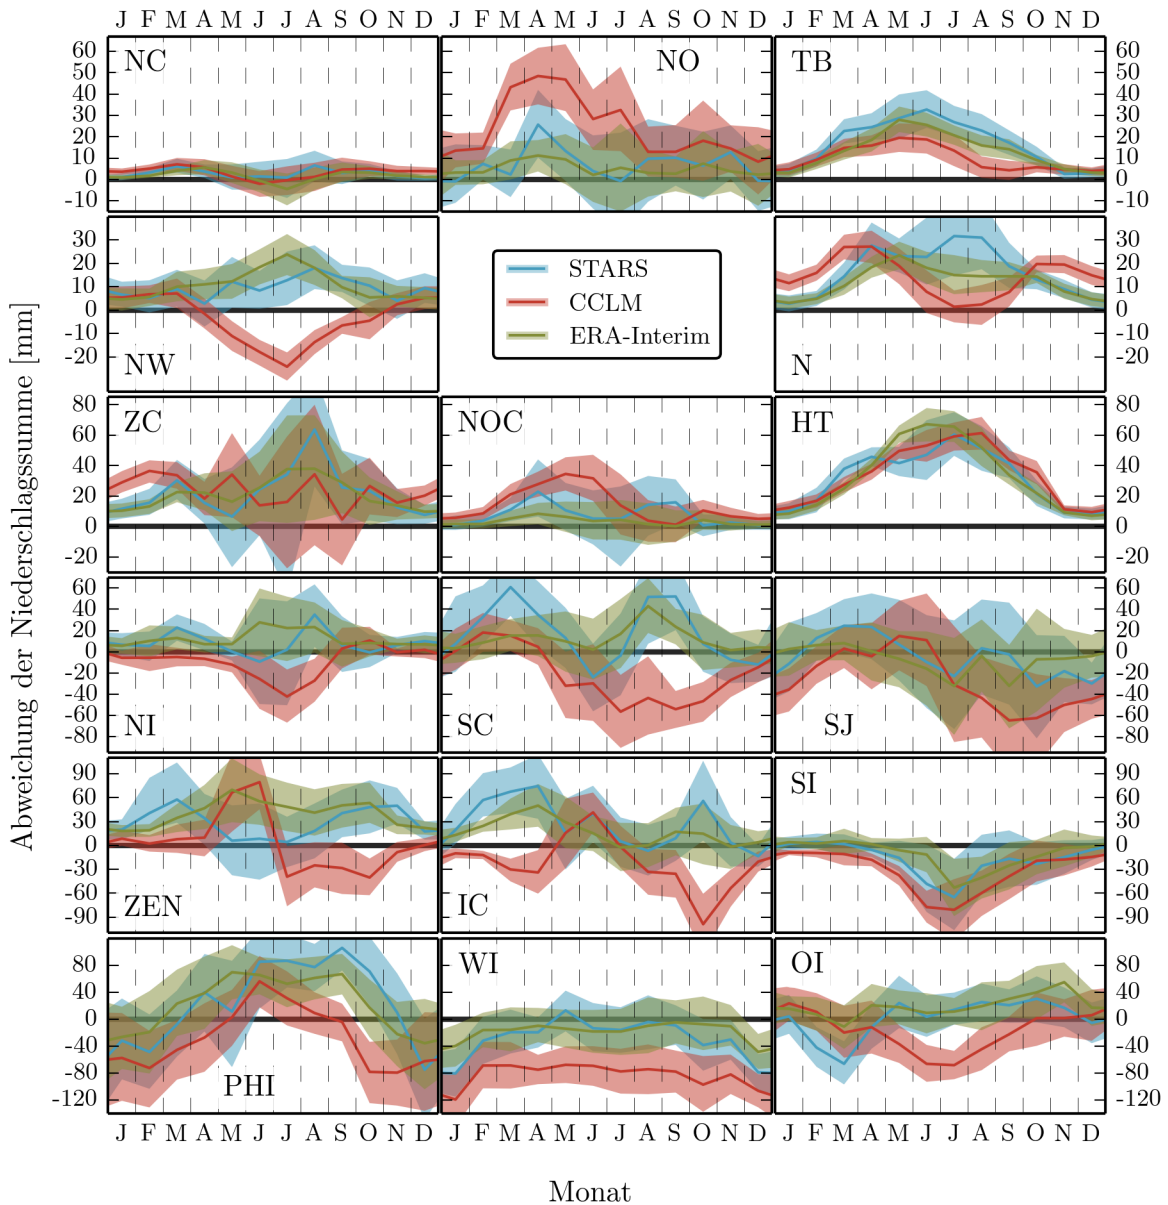 J F M A M J J A S O N D J F M A M J J A S O N D J F M A M J J A S O N D
60 NC NO TB 60
50 50
40 40
30 30
20 20
10 10
0 0
-10 -10
30 30
20 STARS 20
10 CCLM 10
0 ERA-Interim 0
-10 -10
-20 NW N -20
80 ZC NOC HT 80
60 60
40 40
20 20
0 0
-20 -20
60 60
40 40
20 20
0 0
-20 -20
-40 -40
-60 NI SC SJ -60
-80 -80
90 SI 90
60 60
30 30
0 0
-30 -30
-60 ZEN IC -60
-90 -90
80 WI OI 80
40 40
0 0
-40 -40
-80 PHI -80
-120 -120
J F M A M J J A S O N D J F M A M J J A S O N D J F M A M J J A S O N D
Monat
Abweichung der Niederschlagssumme [mm]